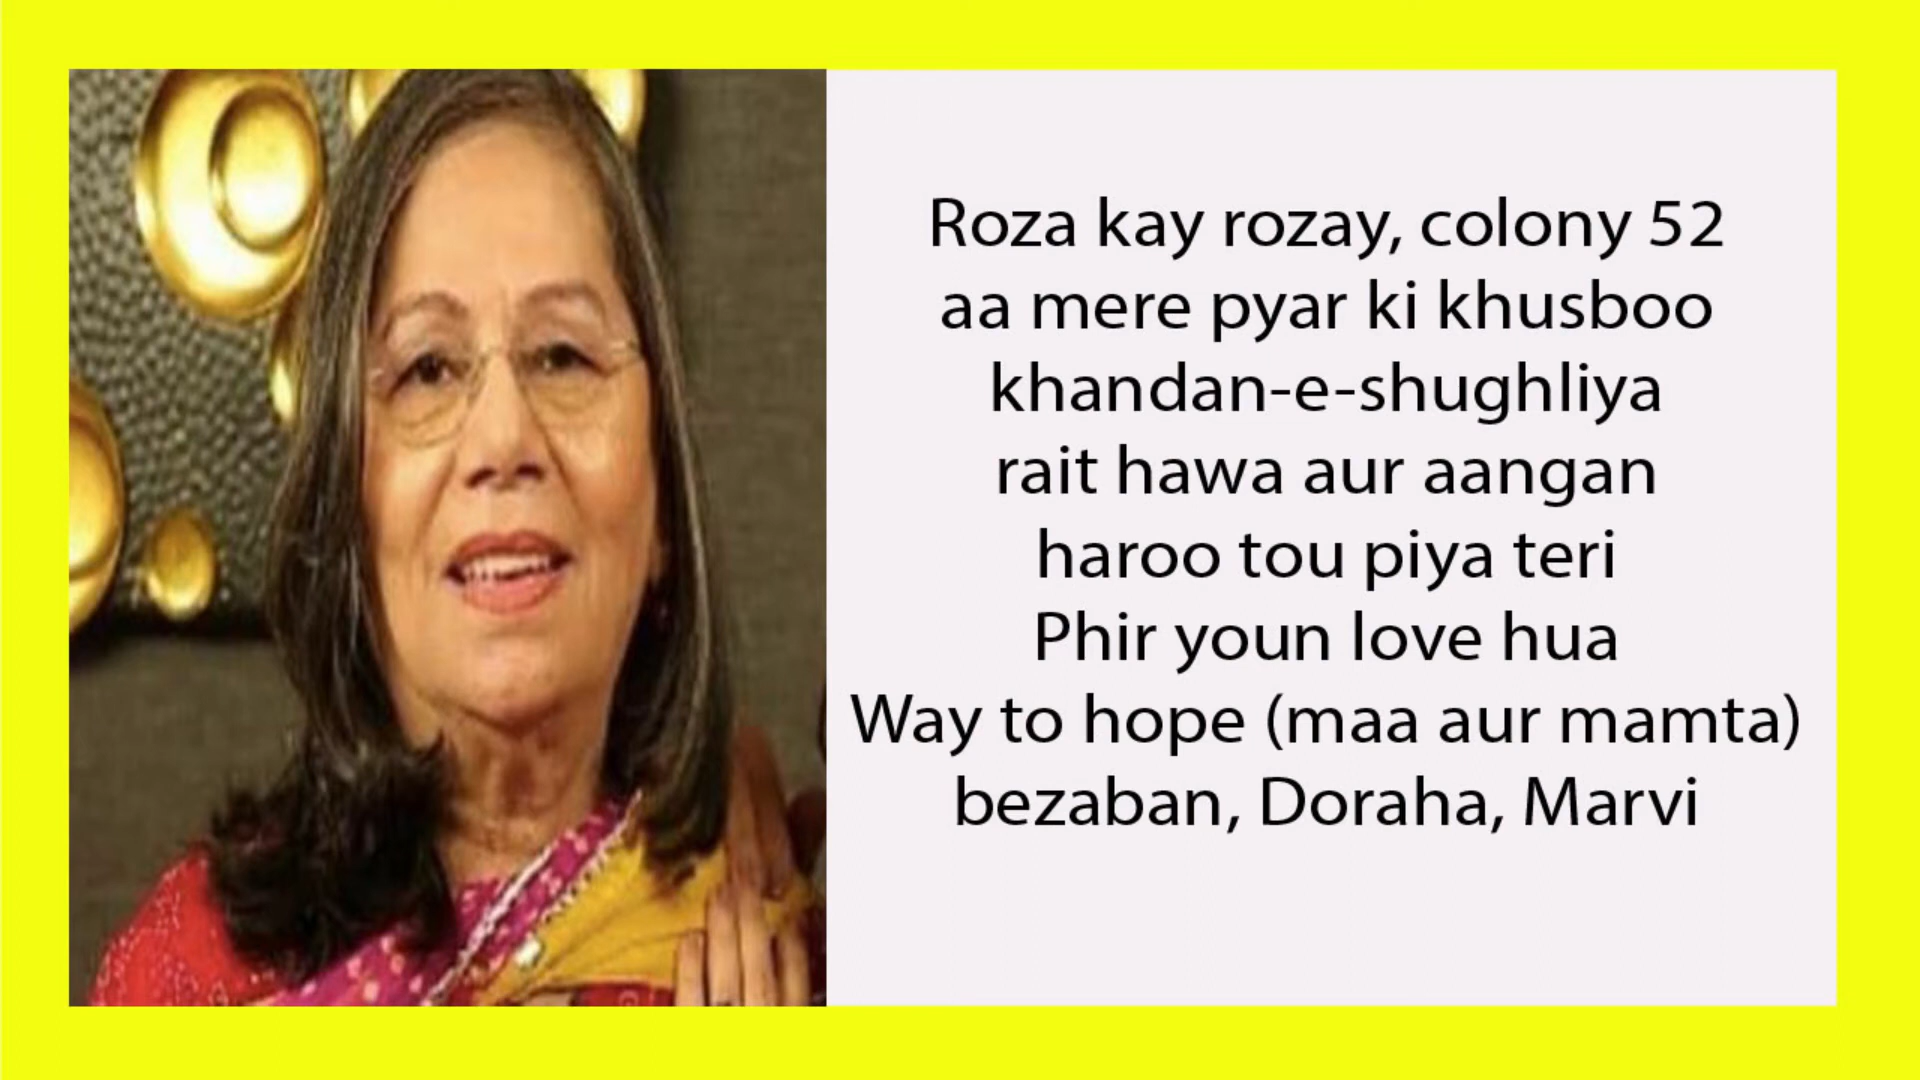 Roza kay rozay, colony 52
aa mere pyar ki khusboo
khandan-e-shughliya
rait hawa aur aangan
haroo tou piya teri
Phir youn love hua
Way to hope (maa aur mamta)
bezaban, Doraha, Marvi